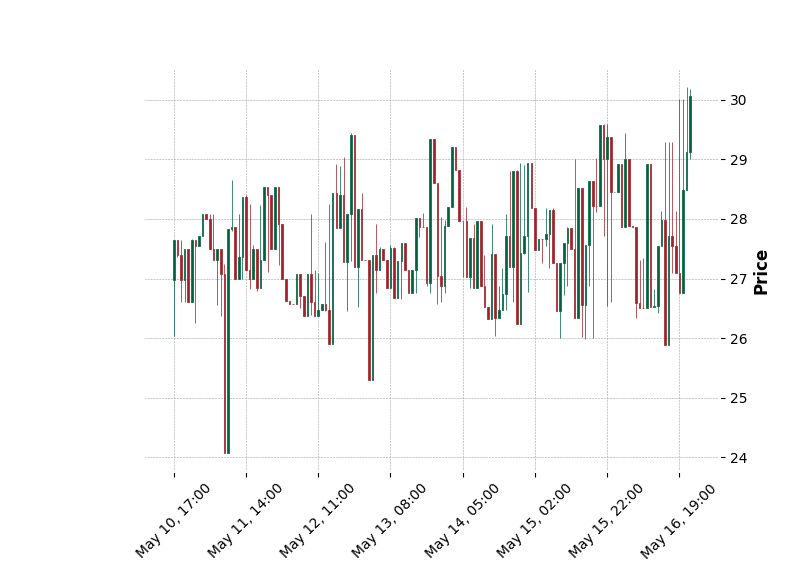 30
29
28
27
26
25
24
Price
May 10, 17:00
May 11, 14:00
May 12, 11:00
May 13, 08:00
May 14, 05:00
May 15, 02:00
May 15, 22:00
May 16, 19:00